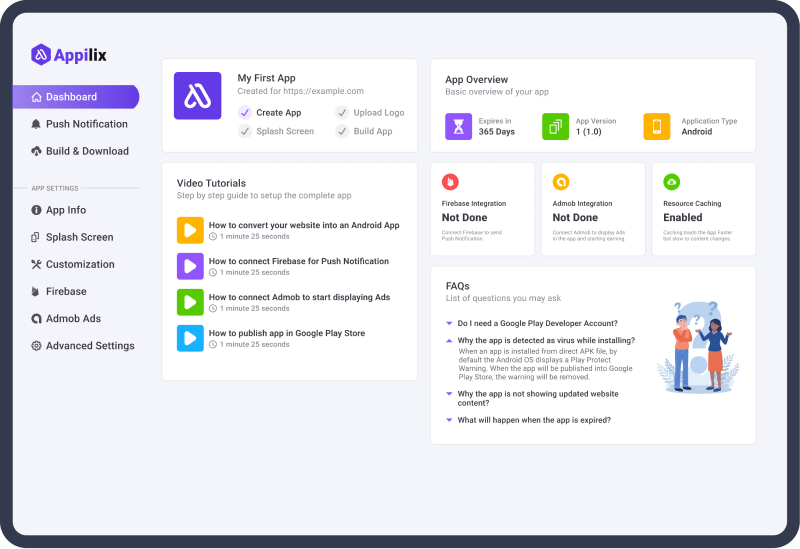 Appilix
Dashboard
Push Notification
Build & Download
APP SETTINGS
App Info
Splash Screen
Customization
Firebase
Admob Ads
Advanced Settings
My First App
Created for https://example.com
Create App
Upload Logo
Splash Screen
Build App
Video Tutorials
Step by step guide to setup the complete app
How to convert your website into an Android App
1 minute 25 seconds
How to connect Firebase for Push Notification
1 minute 25 seconds
How to connect Admob to start displaying Ads
1 minute 25 seconds
How to publish app in Google Play Store
1 minute 25 seconds
App Overview
Basic overview of your app
Expires in
365 Days
App Version
1 (1.0)
Application Type
Android
Firebase Integration
Not Done
Connect Firebase to send
Push Notification.
Admob Integration
Not Done
Connect Admob to display Ads
in the app and starting earning.
Resource Caching
Enabled
Caching loads the App Faster
but slow to content changes.
FAQs
List of questions you may ask
Do I need a Google Play Developer Account?
Why the app is detected as virus while installing?
When an app is installed from direct APK file, by
default the Android OS displays a Play Protect
Warning. When the app will be published into Google
Play Store, the warning will be removed.
Why the app is not showing updated website
content?
What will happen when the app is expired?
? ?
? ?